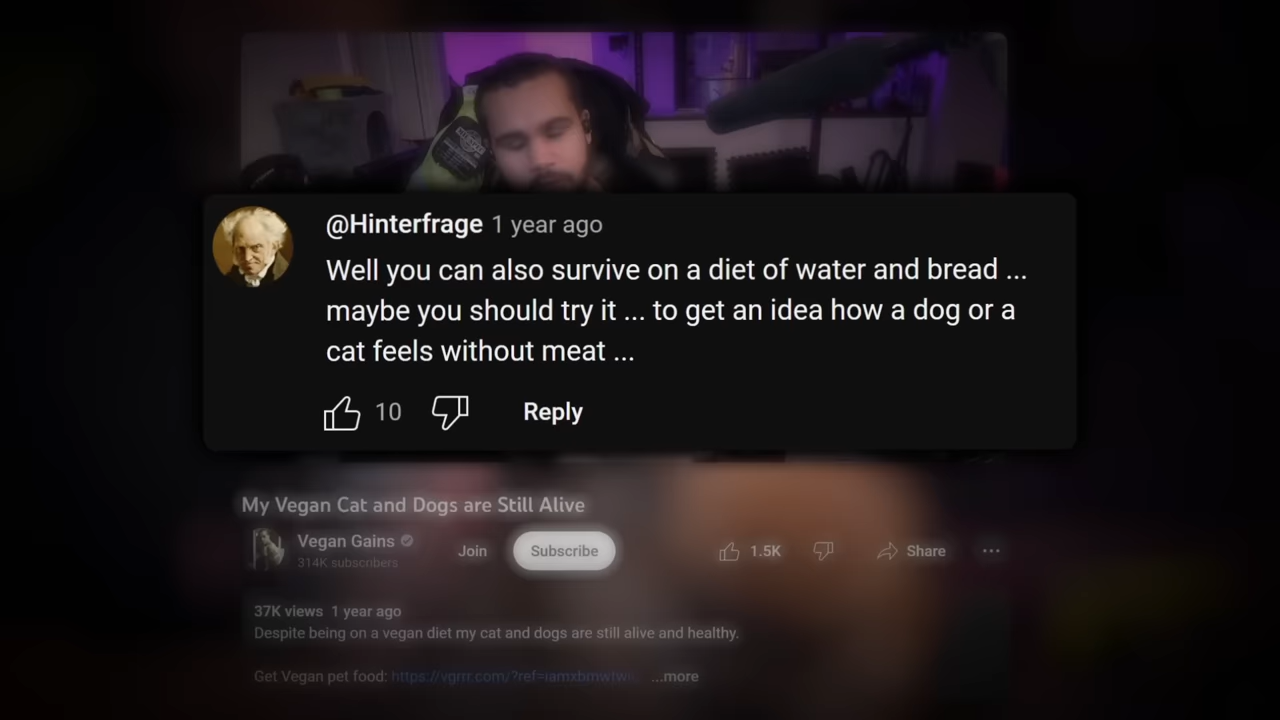 @Hinterfrage 1 year ago
Well you can also survive on a diet of water and bread ...
maybe you should try it ... to get an idea how a dog or a
cat feels without meat ...
10 Reply
My Vegan Cat and Dogs are Still Alive
Vegan Gains
314K subscribers
Join
Subscribe
1.5K
Share
37K views 1 year ago
Despite being on a vegan diet my cat and dogs are still alive and healthy.
Get Vegan pet food: ...more